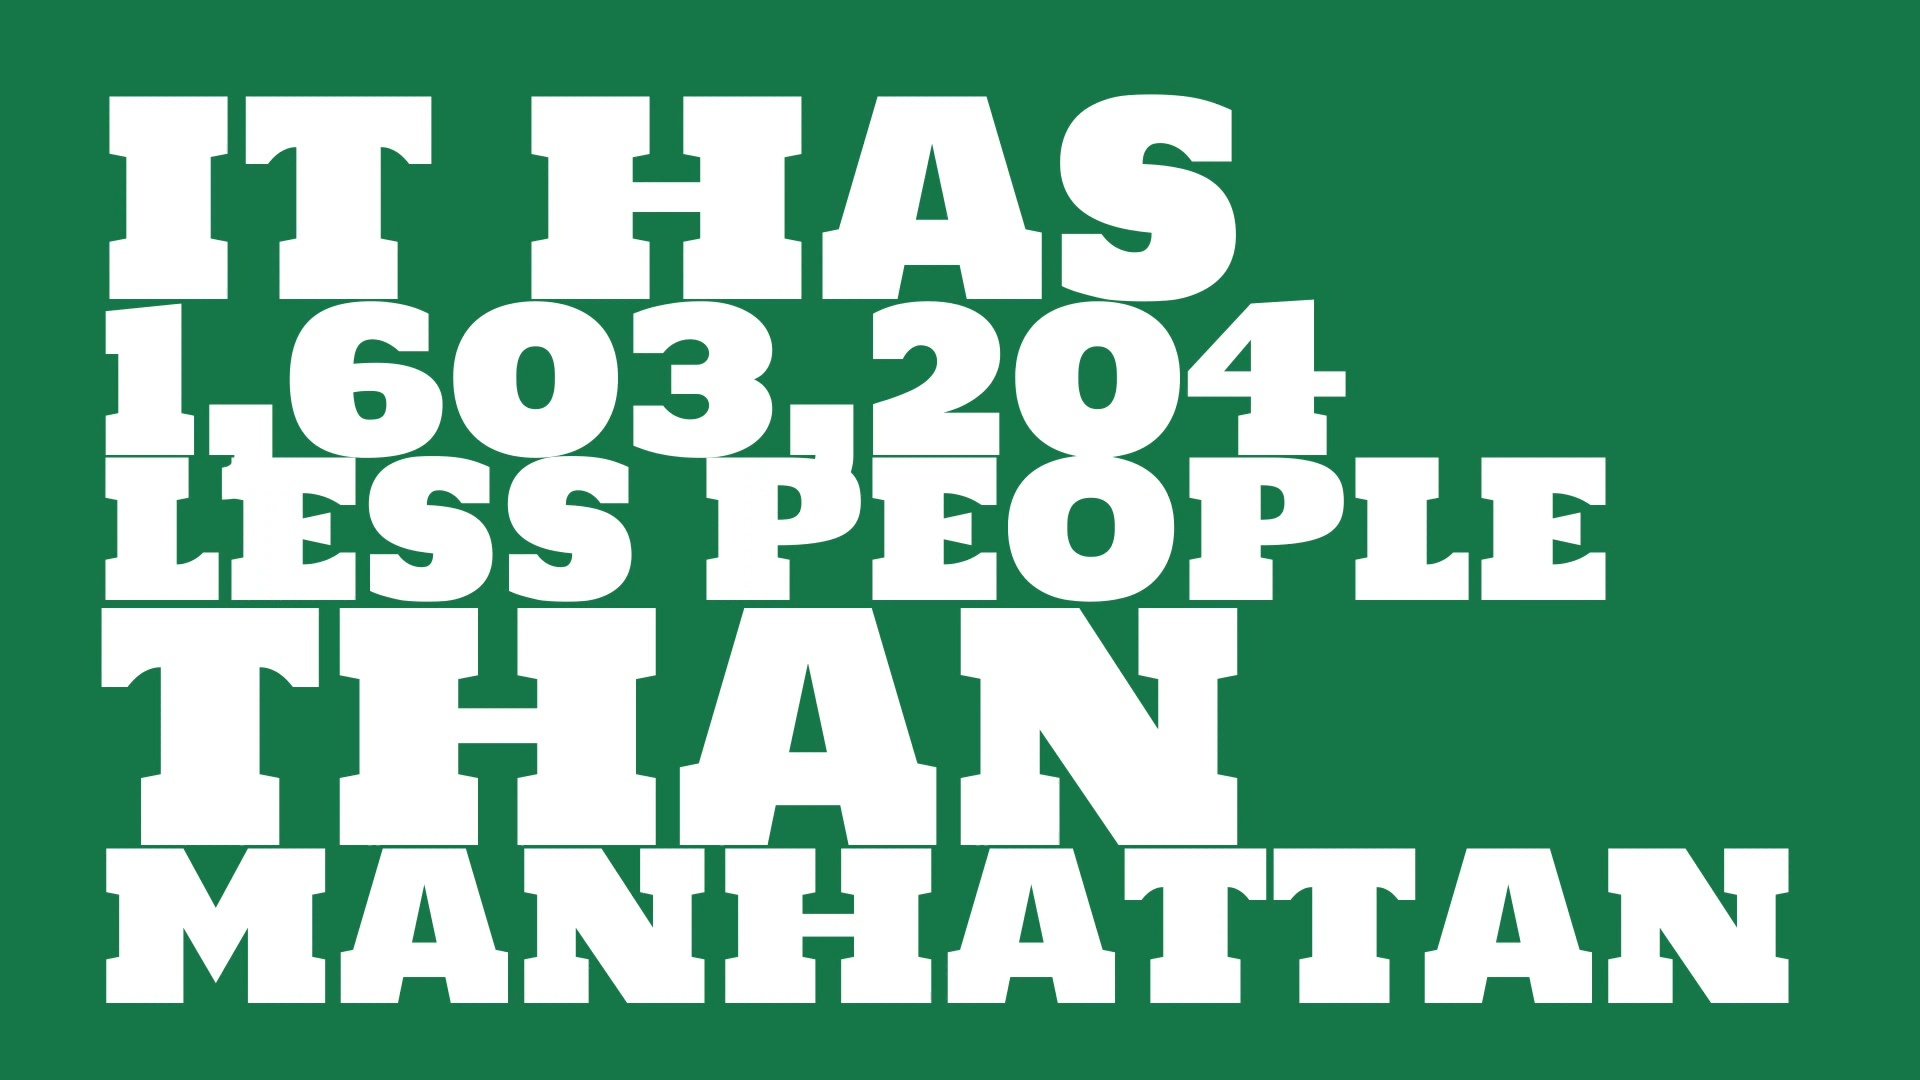 IT HAS
1,603,204
LESS PEOPLE
THAN
MANHATTAN